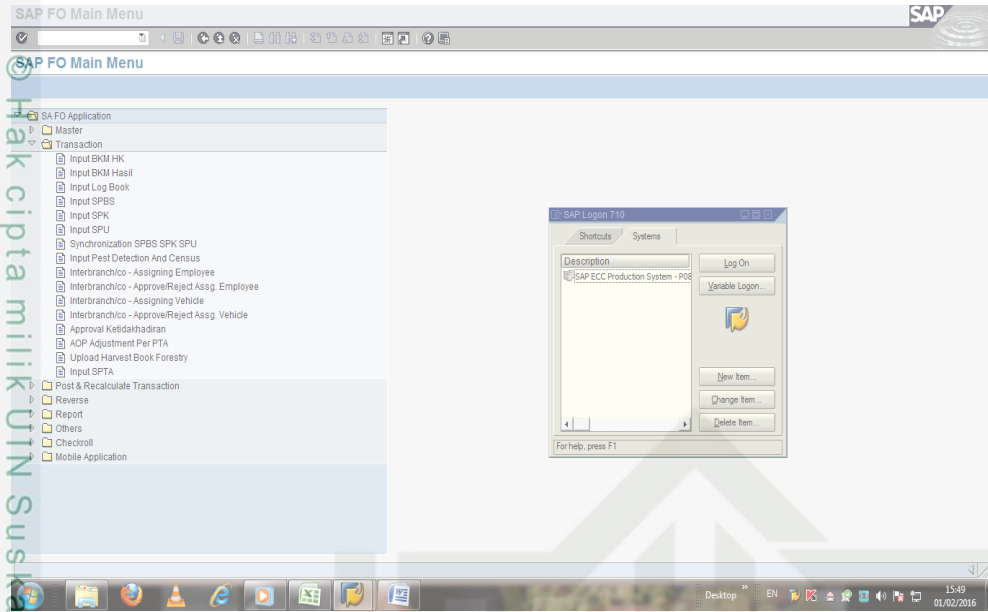 SAP FO Main Menu
SAP
SAP FO Main Menu
SA FO Application
Master
Transaction
Input BKM HK
Input BKM Hasil
Input Log Book
Input SPBS
Input SPK
Input SPU
Synchronization SPBS SPK SPU
Input Pest Detection And Census
Interbranch/co - Assigning Employee
Interbranch/co - Approve/Reject Assg. Employee
Interbranch/co - Assigning Vehicle
Interbranch/co - Approve/Reject Assg. Vehicle
Approval Ketidakhadiran
AOP Adjustment Per PTA
Upload Harvest Book Forestry
Input SPTA
Post & Recalculate Transaction
Reverse
Report
Others
Checkroll
Mobile Application
SAP Logon 710
Shortcuts Systems
Description
SAP ECC Production System - P08
Log On
Variable Logon...
New Item...
Change Item...
Delete Item...
For help, press F1
Desktop » EN 15:49
01/02/2016
© Hak cipta milik UIN Suska